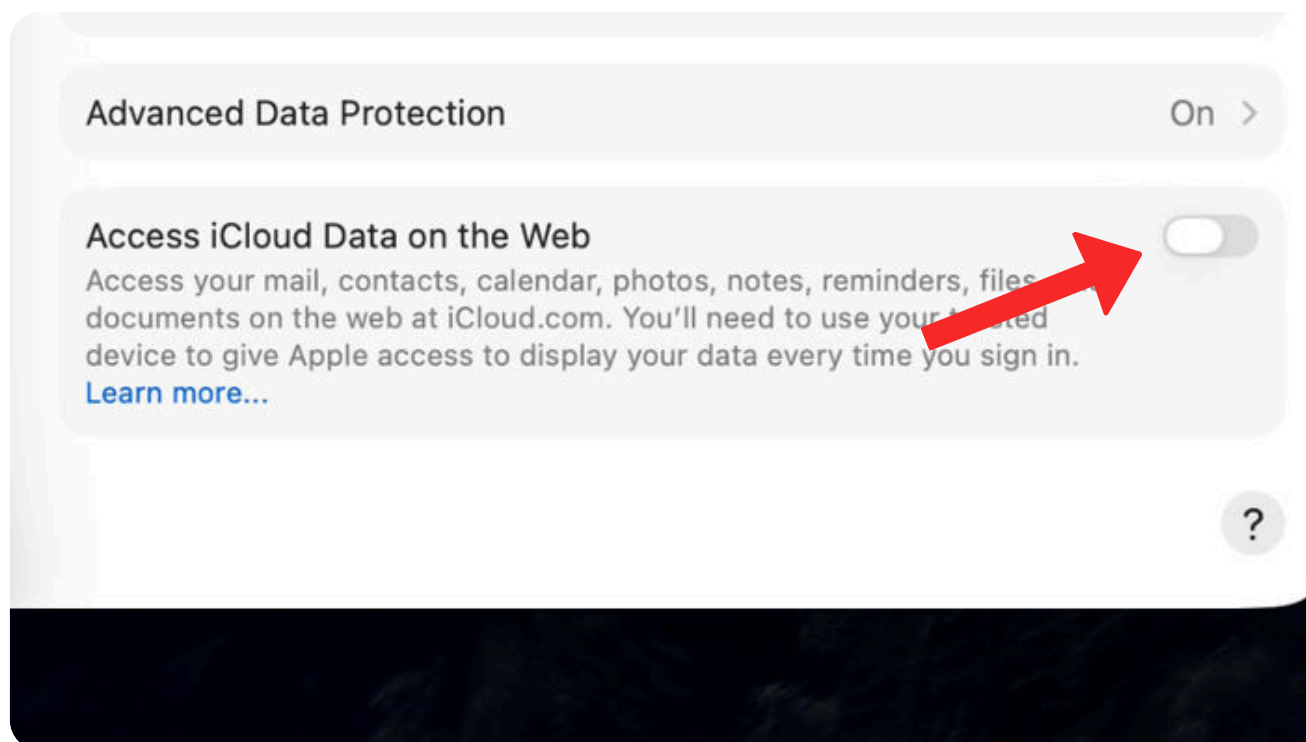 Advanced Data Protection
On >
Access iCloud Data on the Web
Access your mail, contacts, calendar, photos, notes, reminders, files
documents on the web at iCloud.com. You’ll need to use your
device to give Apple access to display your data every time you sign in.
Learn more...
?